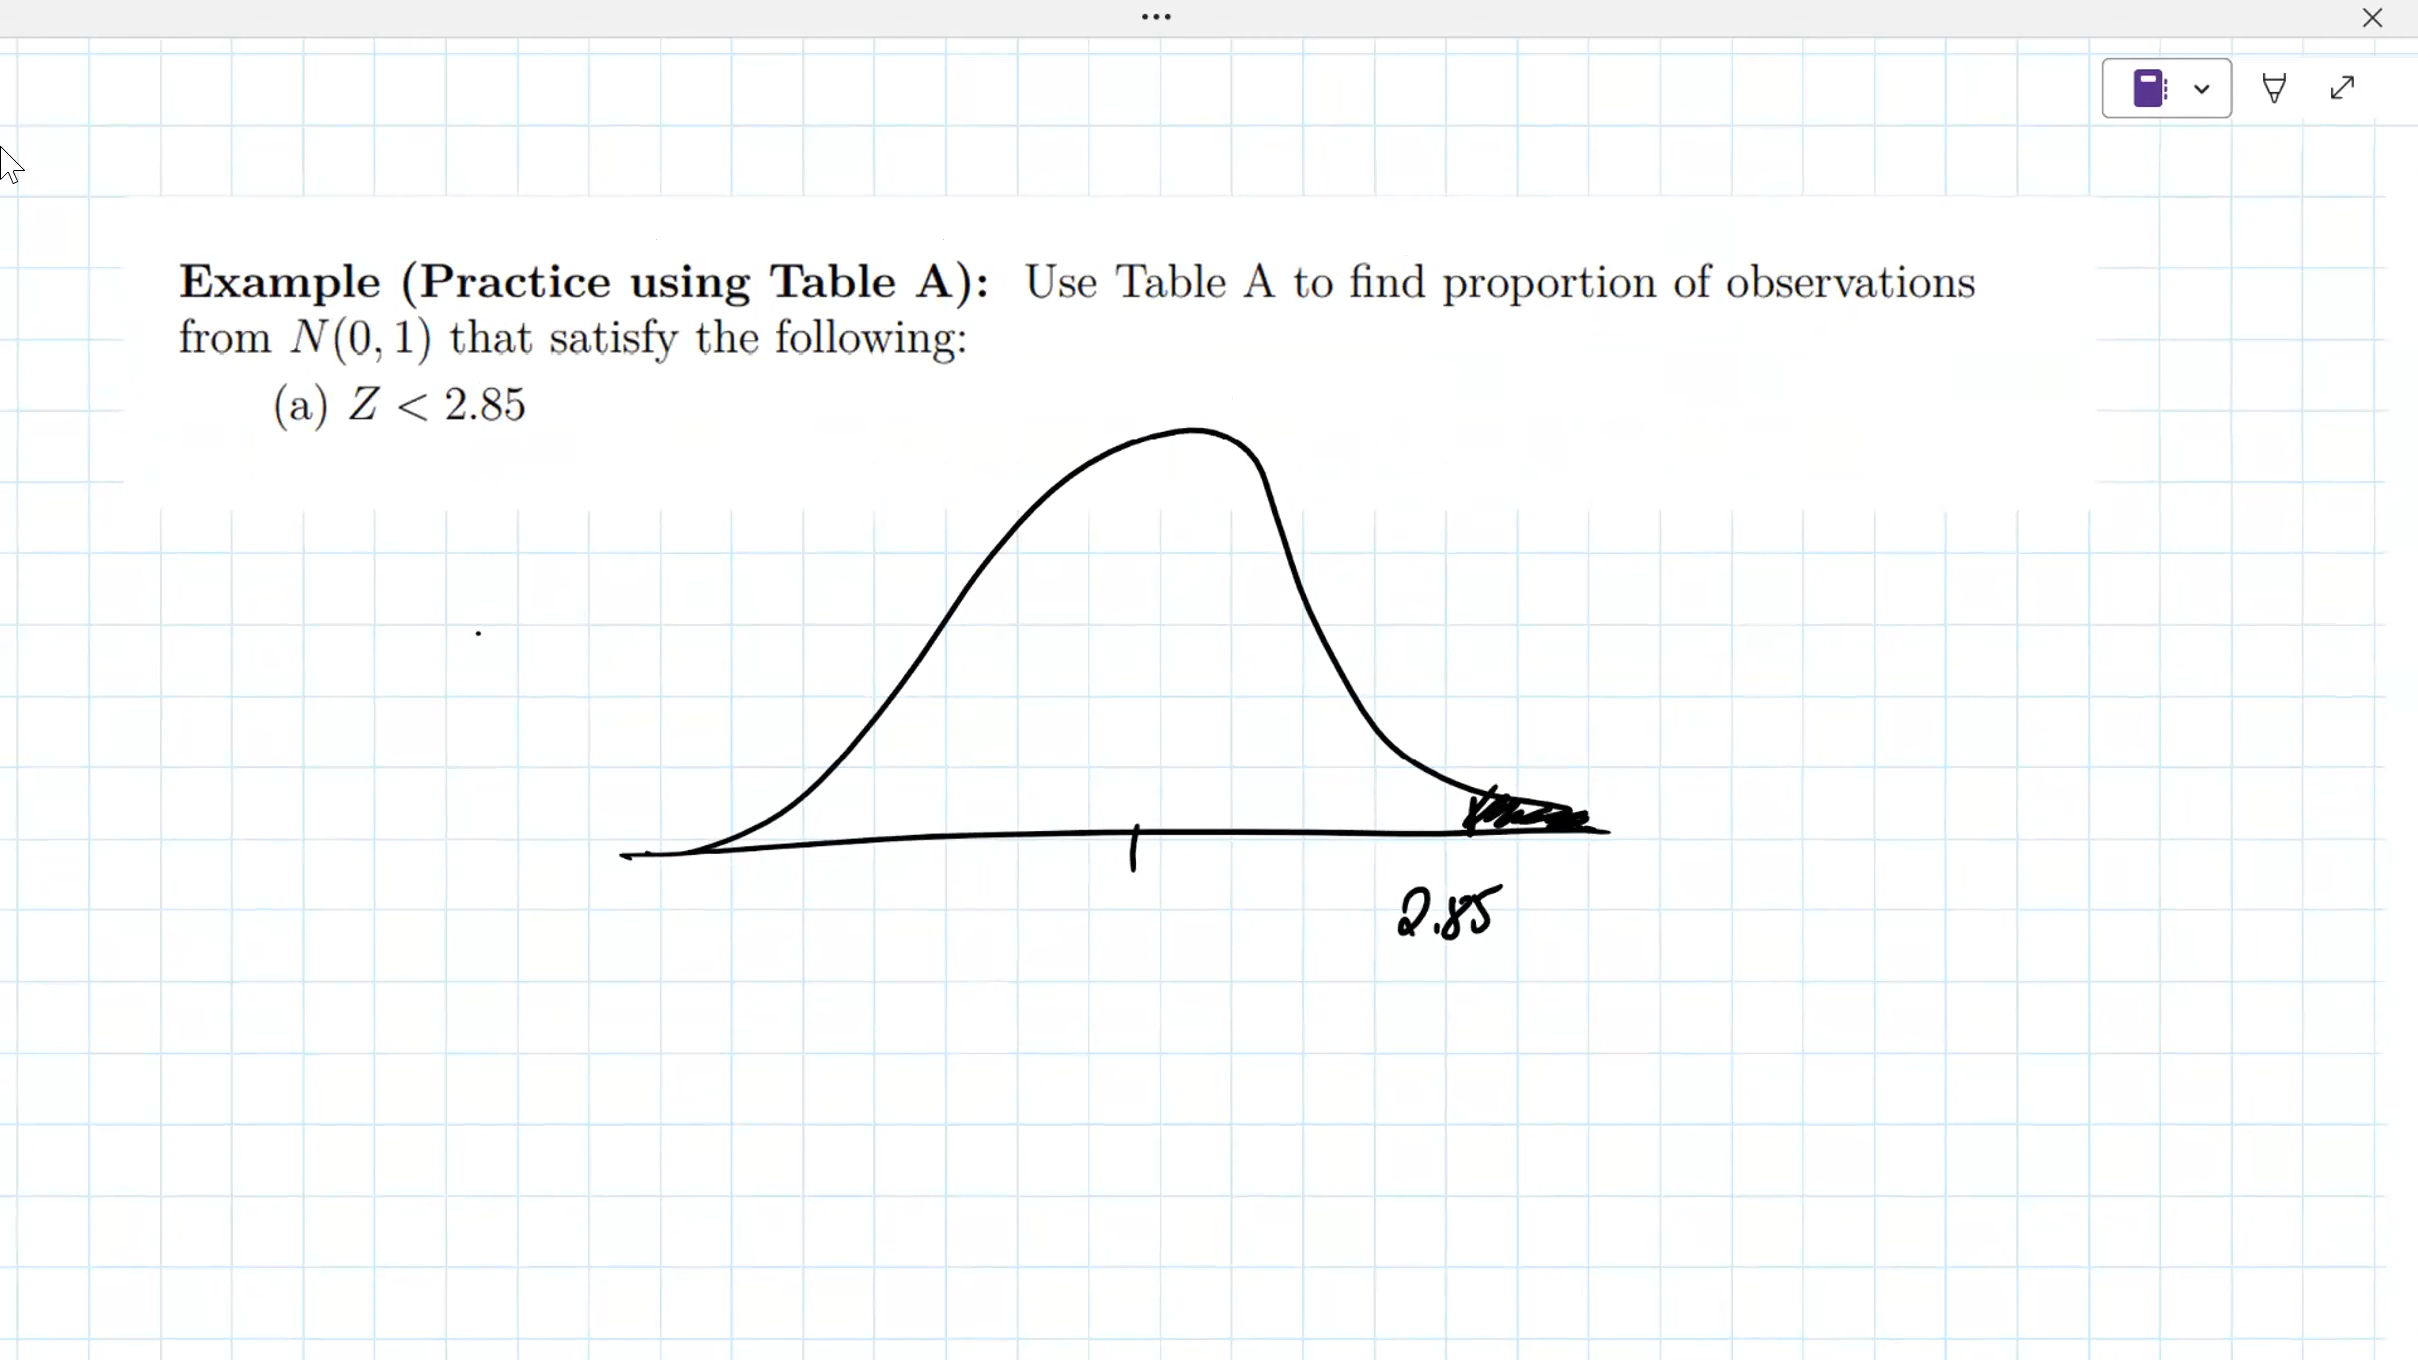 Example (Practice using Table A): Use Table A to find proportion of observations
from N(0, 1) that satisfy the following:
(a) Z < 2.85
2.85